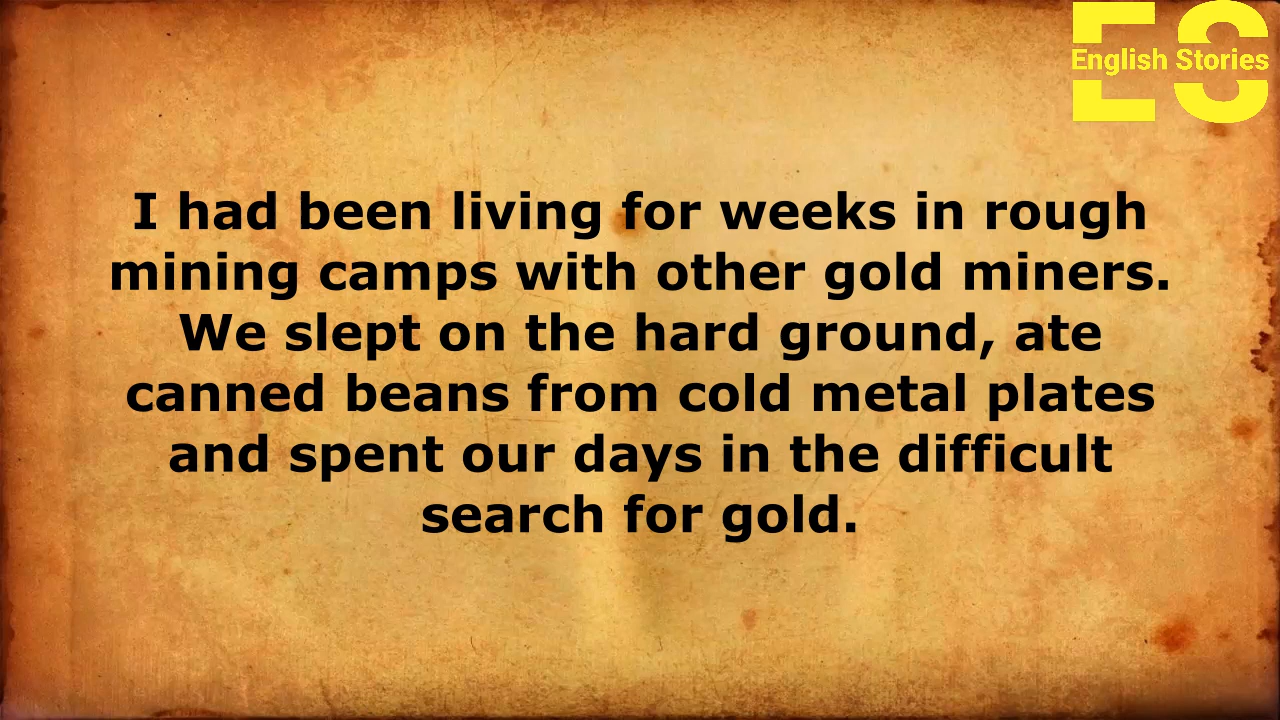 ES
English Stories
I had been living for weeks in rough
mining camps with other gold miners.
We slept on the hard ground, ate
canned beans from cold metal plates
and spent our days in the difficult
search for gold.